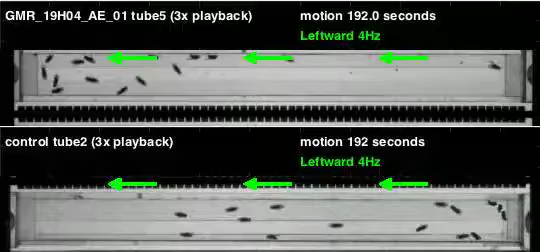 GMR_19H04_AE_01 tube5 (3x playback)
motion 192.0 seconds
Leftward 4Hz
control tube2 (3x playback)
motion 192 seconds
Leftward 4Hz